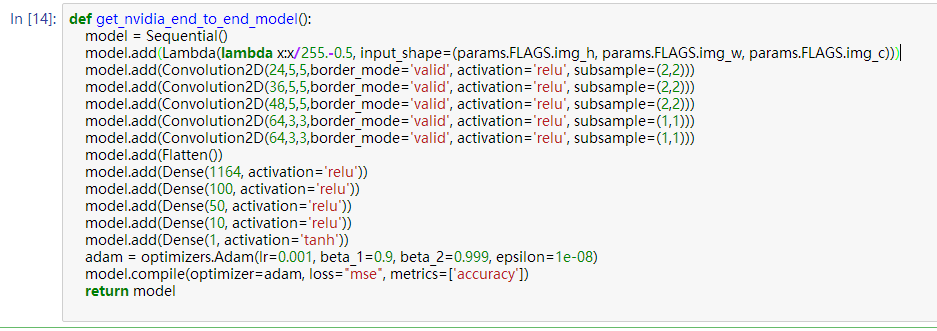 In [14]: def get_nvidia_end_to_end_model():
    model = Sequential()
    model.add(Lambda(lambda x:x/255.-0.5, input_shape=(params.FLAGS.img_h, params.FLAGS.img_w, params.FLAGS.img_c)))
    model.add(Convolution2D(24,5,5,border_mode='valid', activation='relu', subsample=(2,2)))
    model.add(Convolution2D(36,5,5,border_mode='valid', activation='relu', subsample=(2,2)))
    model.add(Convolution2D(48,5,5,border_mode='valid', activation='relu', subsample=(2,2)))
    model.add(Convolution2D(64,3,3,border_mode='valid', activation='relu', subsample=(1,1)))
    model.add(Convolution2D(64,3,3,border_mode='valid', activation='relu', subsample=(1,1)))
    model.add(Flatten())
    model.add(Dense(1164, activation='relu'))
    model.add(Dense(100, activation='relu'))
    model.add(Dense(50, activation='relu'))
    model.add(Dense(10, activation='relu'))
    model.add(Dense(1, activation='tanh'))
    adam = optimizers.Adam(lr=0.001, beta_1=0.9, beta_2=0.999, epsilon=1e-08)
    model.compile(optimizer=adam, loss="mse", metrics=['accuracy'])
    return model